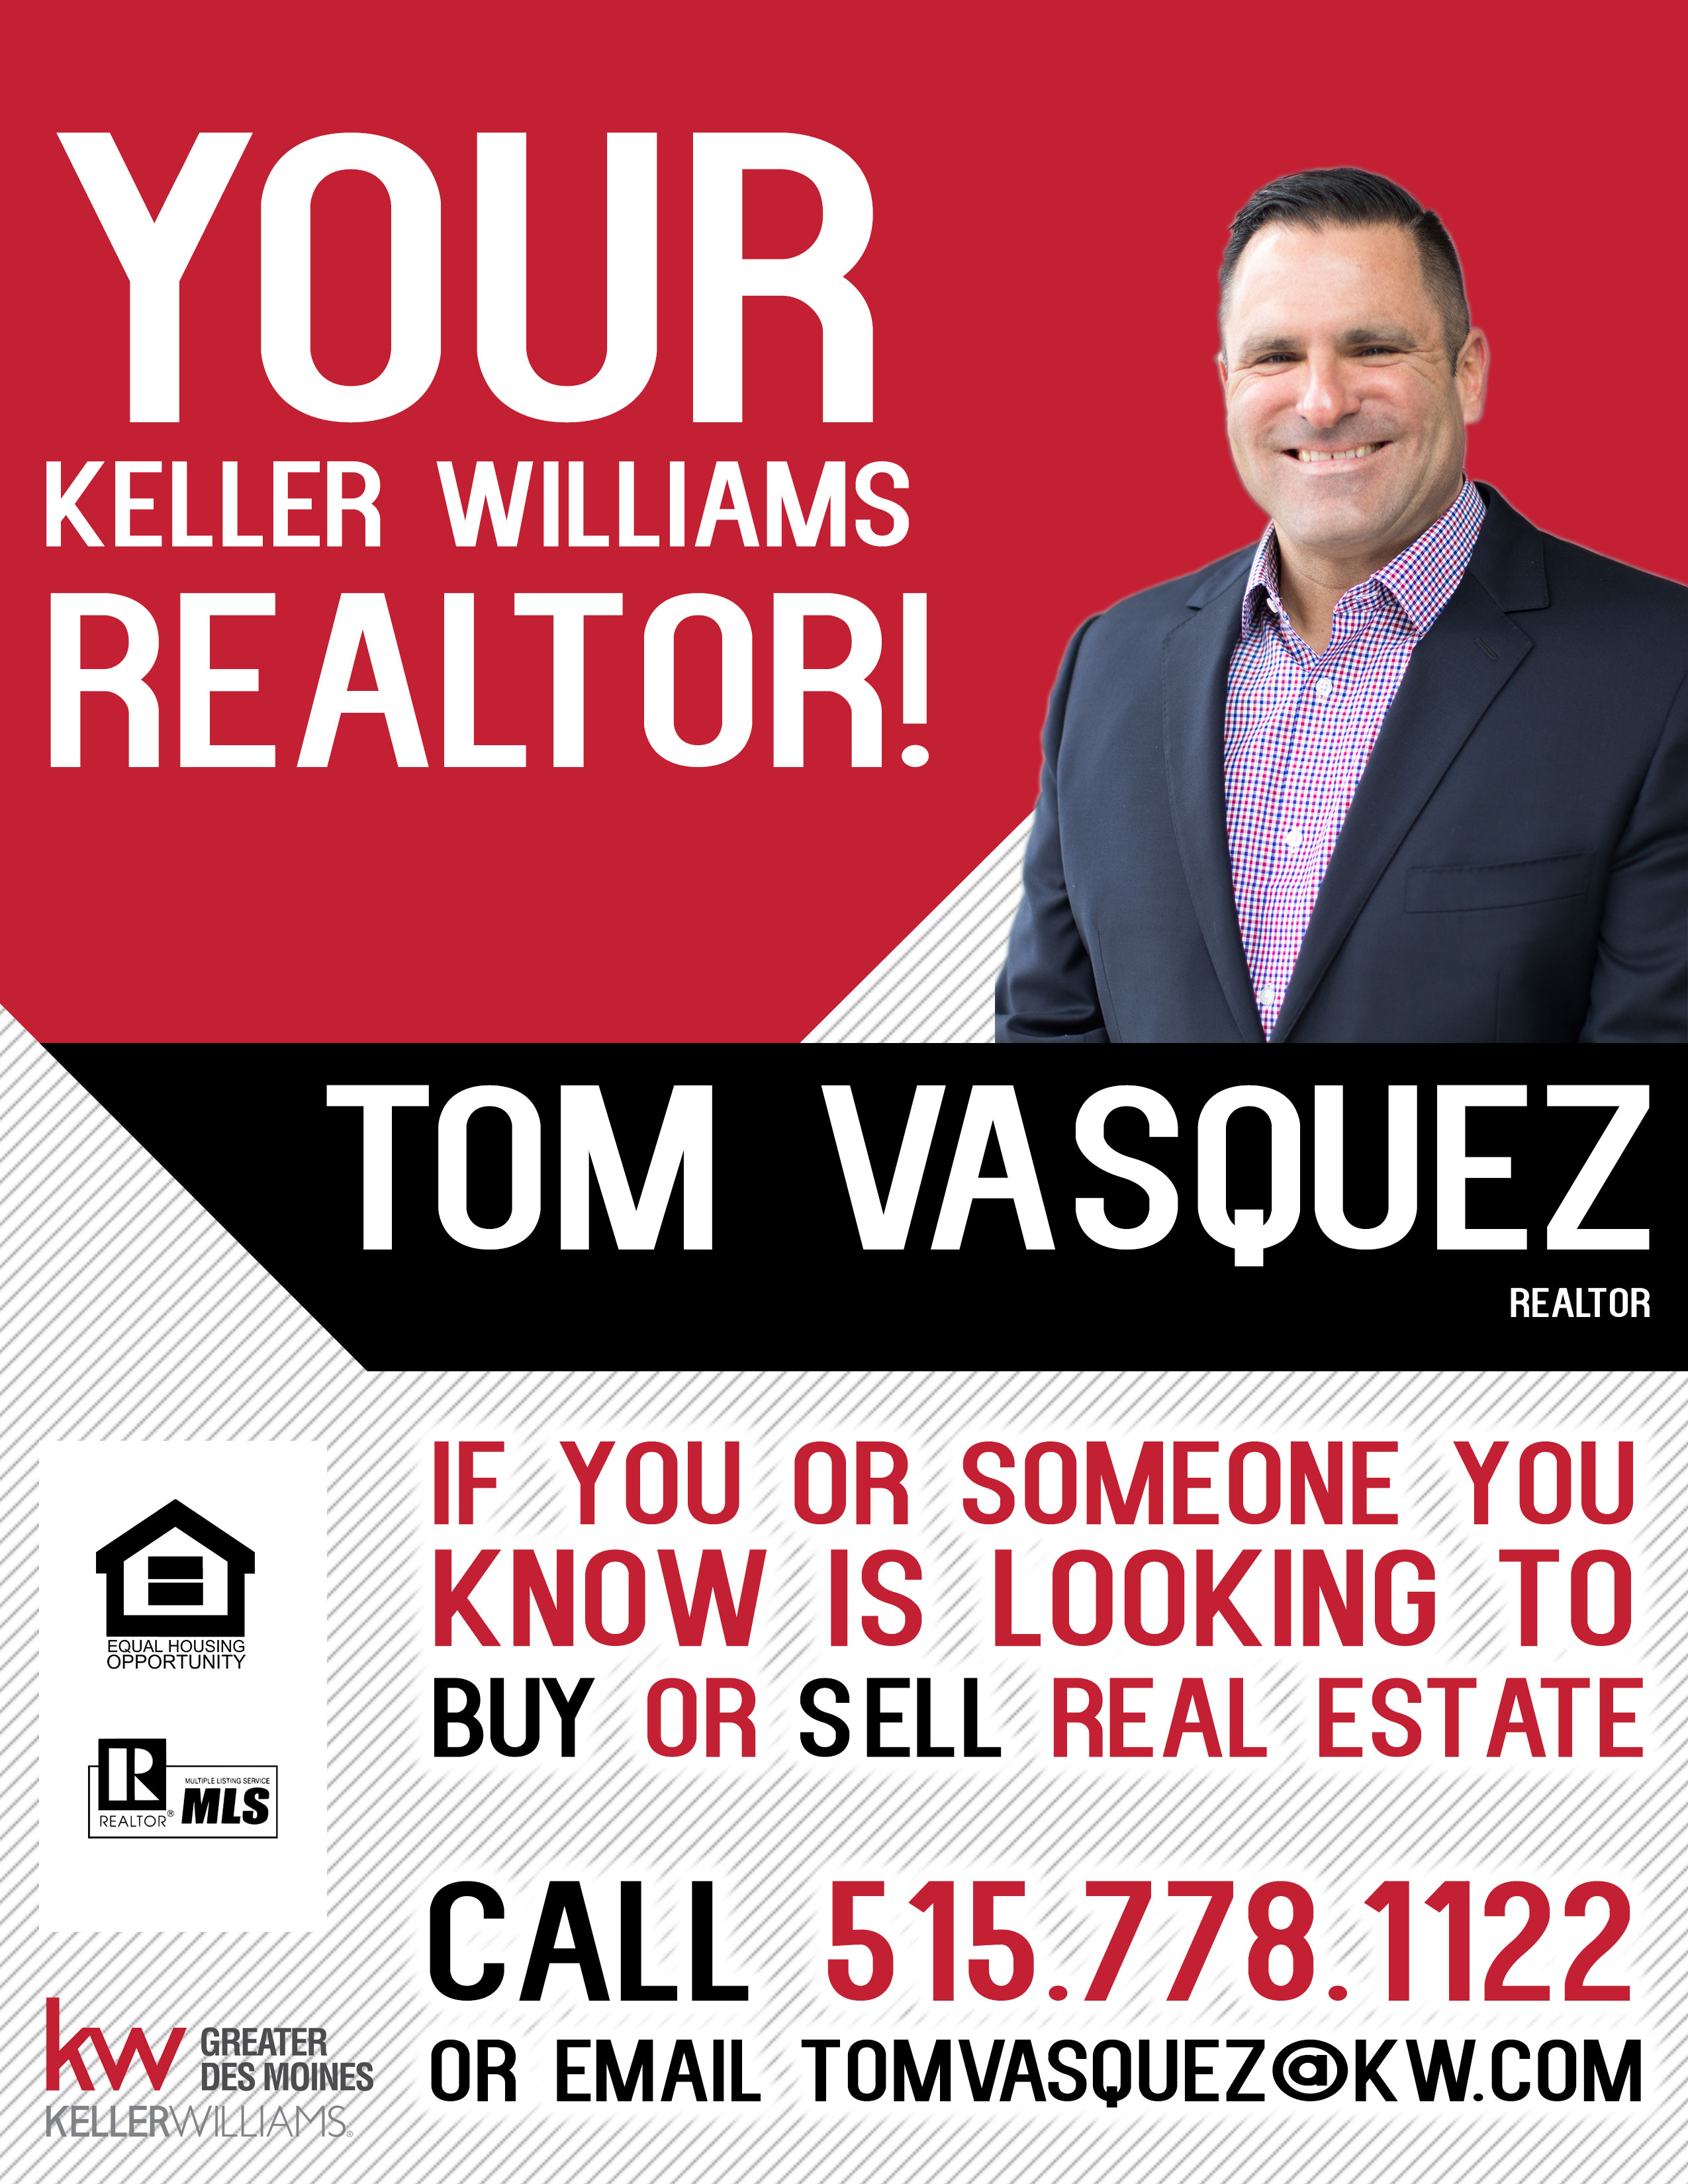 YOUR
KELLER WILLIAMS
REALTOR!
TOM VASQUEZ
REALTOR
IF YOU OR SOMEONE YOU
KNOW IS LOOKING TO
BUY OR SELL REAL ESTATE
EQUAL HOUSING
OPPORTUNITY
R
REALTOR®
MULTIPLE LISTING SERVICE
MLS
CALL 515.778.1122
OR EMAIL TOMVASQUEZ@KW.COM
kw GREATER
DES MOINES
KELLERWILLIAMS®